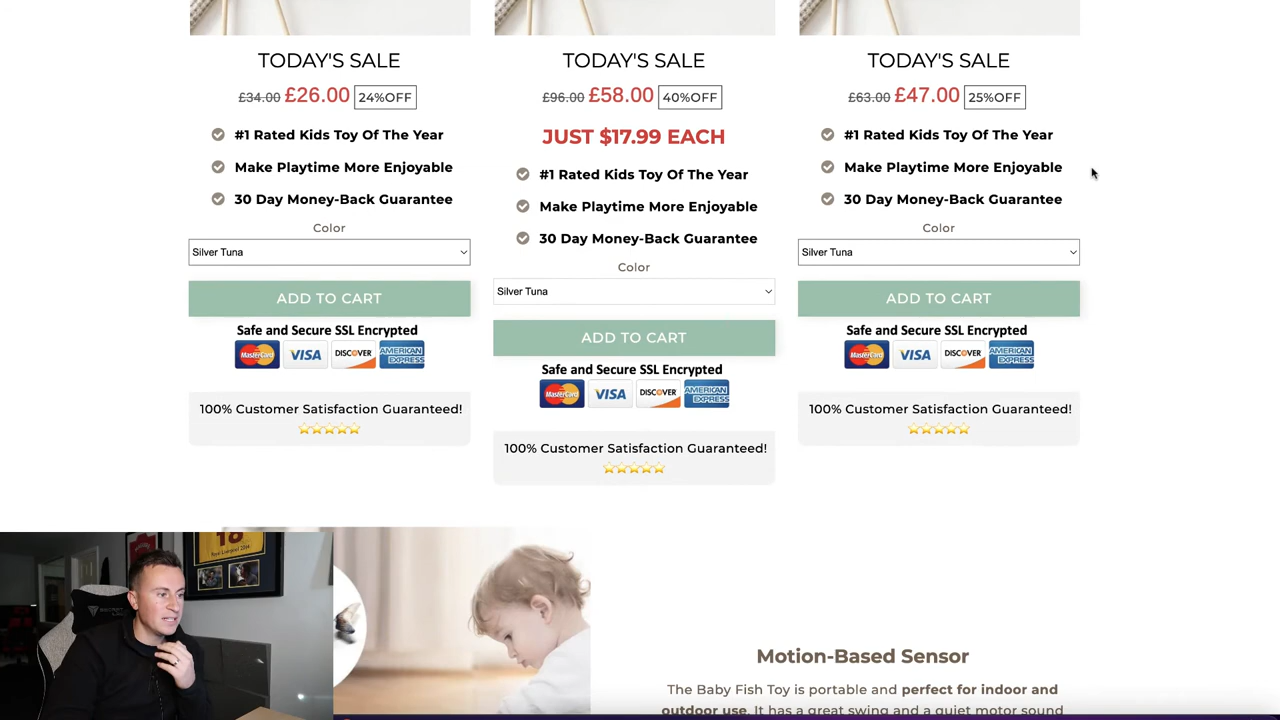 TODAY'S SALE
£34.00 £26.00 24%OFF
#1 Rated Kids Toy Of The Year
Make Playtime More Enjoyable
30 Day Money-Back Guarantee
Color
Silver Tuna
ADD TO CART
Safe and Secure SSL Encrypted
MasterCard VISA DISCOVER AMERICAN EXPRESS
100% Customer Satisfaction Guaranteed!
TODAY'S SALE
£96.00 £58.00 40%OFF
JUST $17.99 EACH
#1 Rated Kids Toy Of The Year
Make Playtime More Enjoyable
30 Day Money-Back Guarantee
Color
Silver Tuna
ADD TO CART
Safe and Secure SSL Encrypted
MasterCard VISA DISCOVER AMERICAN EXPRESS
100% Customer Satisfaction Guaranteed!
TODAY'S SALE
£63.00 £47.00 25%OFF
#1 Rated Kids Toy Of The Year
Make Playtime More Enjoyable
30 Day Money-Back Guarantee
Color
Silver Tuna
ADD TO CART
Safe and Secure SSL Encrypted
MasterCard VISA DISCOVER AMERICAN EXPRESS
100% Customer Satisfaction Guaranteed!
Motion-Based Sensor
The Baby Fish Toy is portable and perfect for indoor and
outdoor use. It has a great swing and a quiet motor sound